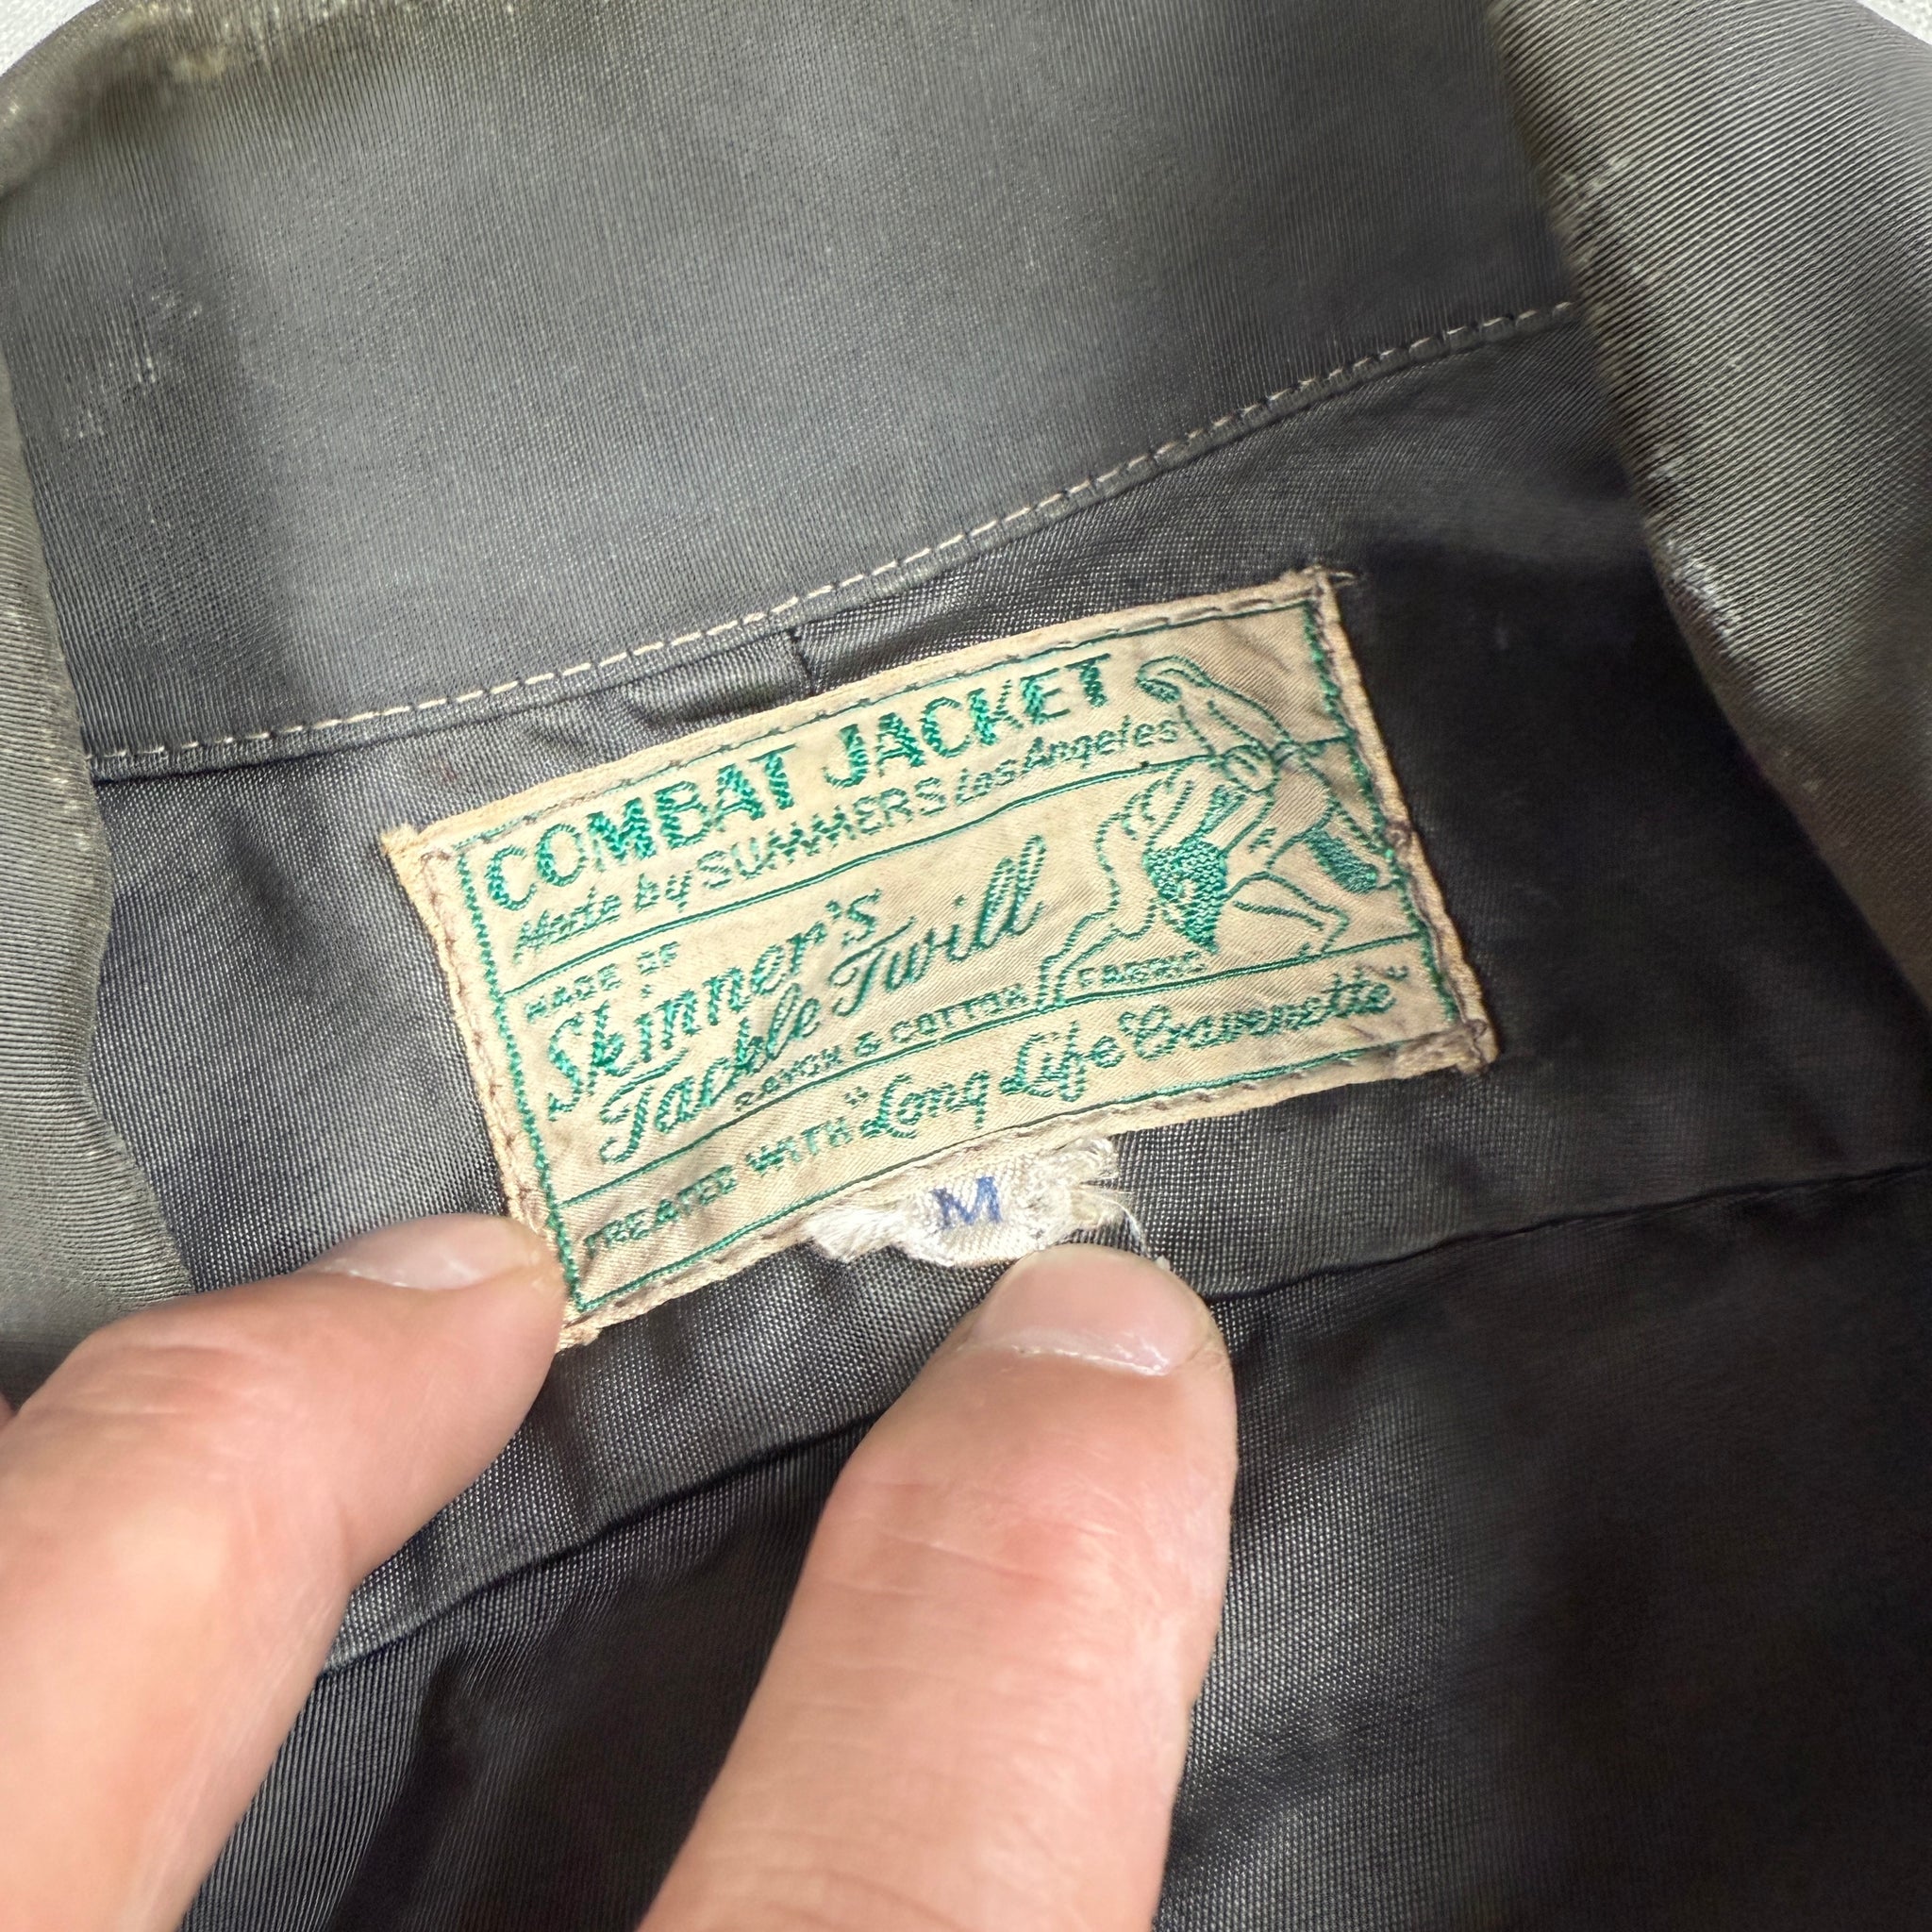 COMBAT JACKET
Made by SUMMERS Los Angeles
MADE OF
Skinner's
Tackle Twill
RAYON & COTTON FABRIC
TREATED WITH "Long Life Cravenette"
M